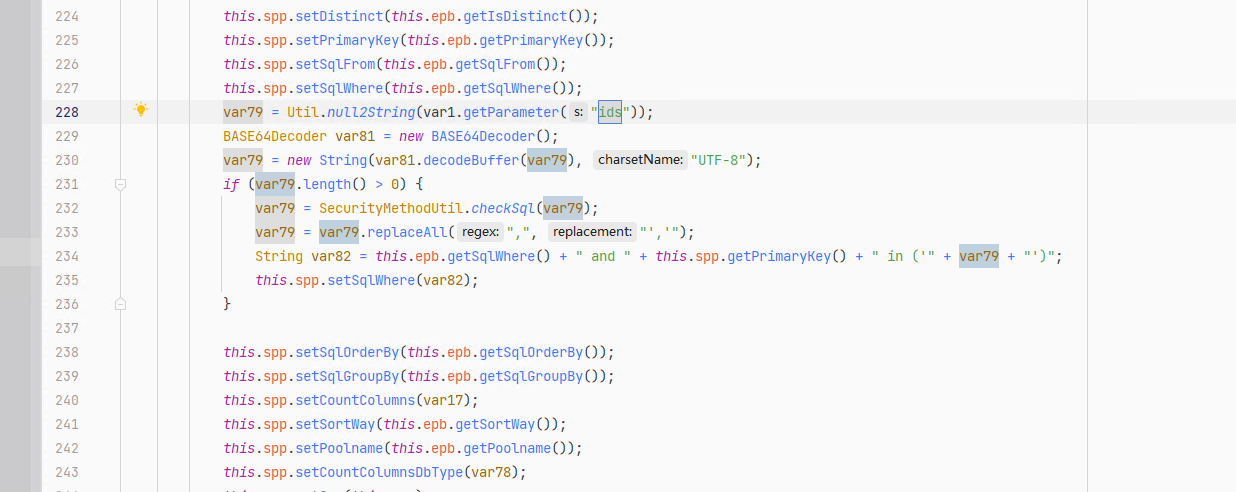 224 this.spp.setDistinct(this.epb.getIsDistinct());
225 this.spp.setPrimaryKey(this.epb.getPrimaryKey());
226 this.spp.setSqlFrom(this.epb.getSqlFrom());
227 this.spp.setSqlWhere(this.epb.getSqlWhere());
228 var79 = Util.null2String(var1.getParameter( s: "ids"));
229 BASE64Decoder var81 = new BASE64Decoder();
230 var79 = new String(var81.decodeBuffer(var79), charsetName: "UTF-8");
231 if (var79.length() > 0) {
232 var79 = SecurityMethodUtil.checkSql(var79);
233 var79 = var79.replaceAll( regex: ",", replacement: "','");
234 String var82 = this.epb.getSqlWhere() + " and " + this.spp.getPrimaryKey() + " in ('" + var79 + "')";
235 this.spp.setSqlWhere(var82);
236 }
237
238 this.spp.setSqlOrderBy(this.epb.getSqlOrderBy());
239 this.spp.setSqlGroupBy(this.epb.getSqlGroupBy());
240 this.spp.setCountColumns(var17);
241 this.spp.setSortWay(this.epb.getSortWay());
242 this.spp.setPoolname(this.epb.getPoolname());
243 this.spp.setCountColumnsDbType(var78);